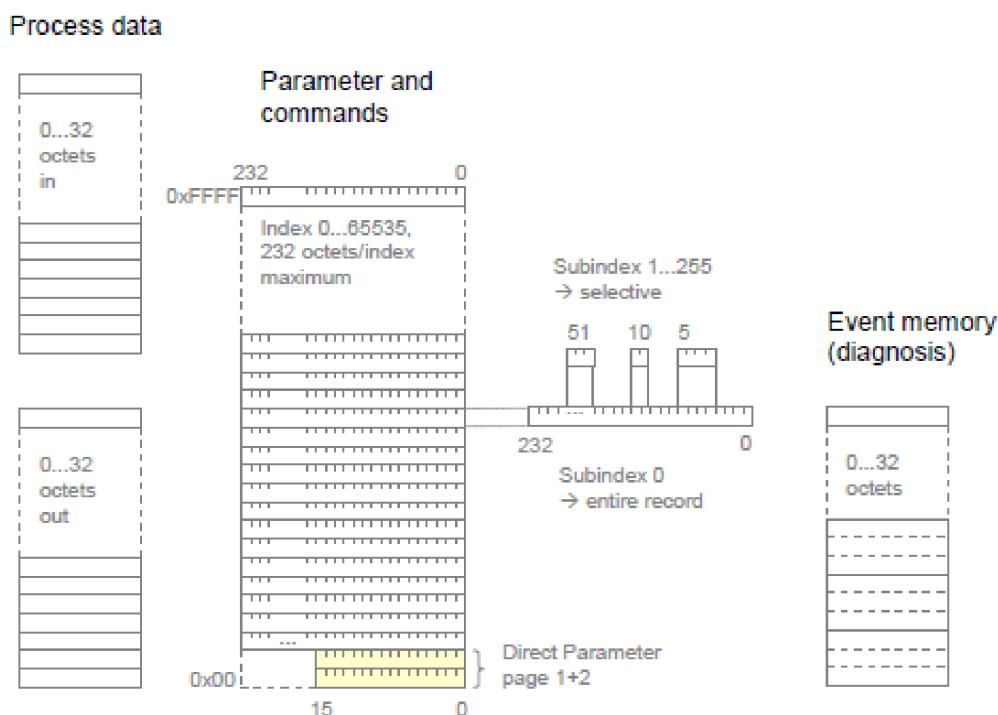 Process data
0...32
octets
in
0...32
octets
out
Parameter and
commands
232
0
0xFFFF
Index 0...65535,
232 octets/index
maximum
...
0x00
15
0
Direct Parameter
page 1+2
Subindex 1...255
→ selective
51
10
5
...
232
0
Subindex 0
→ entire record
Event memory
(diagnosis)
0...32
octets